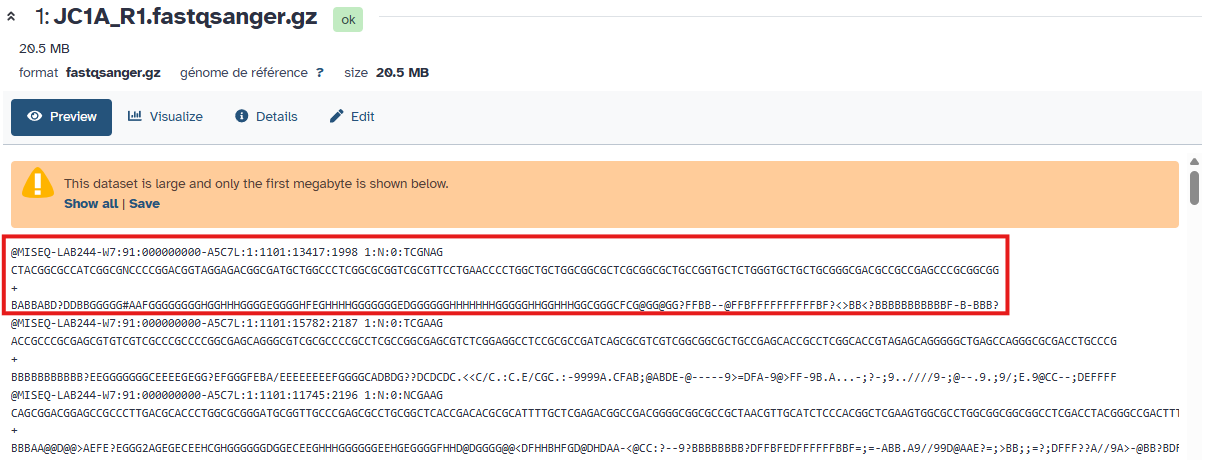 1: JC1A_R1.fastqsanger.gz ok
20.5 MB
format fastqsanger.gz génome de référence ? size 20.5 MB
Preview Visualize Details Edit
This dataset is large and only the first megabyte is shown below.
Show all | Save
@MISEQ-LAB244-W7:91:000000000-A5C7L:1:1101:13417:1998 1:N:0:TCGNAG
CTACGGCGCCATCGGCGNCCCCGGACGGTAGGAGACGGCGATGCTGGCCCTCGGCGCGGTCGCGTTCCTGAACCCCTGGCTGCTGGCGGCGCTCGCGGCGCTGCCGGTGCTCTGGGTGCTGCTGCGGGCGACGCCGCCGAGCCCGCGGCGG
+
BABBABD?DDBBGGGGG#AAFGGGGGGGGHGGHHHGGGGEGGGGHFEGHHHHGGGGGGGEDGGGGGGHHHHHHHGGGGGHHGGHHHGGCGGGCFCG@GG@GG?FFBB--@FFBFFFFFFFFFFBF?<>BB<?BBBBBBBBBBBF-B-BBB?
@MISEQ-LAB244-W7:91:000000000-A5C7L:1:1101:15782:2187 1:N:0:TCGAAG
ACCGCCCGCGAGCGTGTCGTCGCCCGCCCCGGCGAGCAGGGCGTCGCGCCCCGCCTCGCCGGCGAGCGTCTCGGAGGCCTCCGCGCCGATCAGCGCGTCGTCGGCGGCGCTGCCGAGCACCGCCTCGGCACCGTAGAGCAGGGGGCTGAGCCAGGGCGCGACCTGCCCG
+
BBBBBBBBBBB?EEGGGGGGGCEEEEGEGG?EFGGGFEBA/EEEEEEEEFGGGGCADBDG??DCDCDC.<<C/C.:C.E/CGC.:-9999A.CFAB;@ABDE-@-----9>=DFA-9@>FF-9B.A...-;?-;9..////9-;@--.9.;9/;E.9@CC--;DEFFFF
@MISEQ-LAB244-W7:91:000000000-A5C7L:1:1101:11745:2196 1:N:0:NCGAAG
CAGCGGACGGAGCCGCCCTTGACGCACCCTGGCGCGGGATGCGGTTGCCCGAGCGCCTGCGGCTCACCGACACGCGCATTTTGCTCGAGACGGCCGACGGGGCGGCGCCGCTAACGTTGCATCTCCCACGGCTCGAAGTGGCGCCTGGCGGCGGCCTCGACCTACGGGCCGACTTT
+
BBBAA@@D@@>AEFE?EGGG2AGEGECEEHCGHGGGGGGDGGECEEGHHHGGGGGGEEHGEGGGGFHHD@DGGGG@@<DFHHBHFGD@DHDAA-<@CC:?--9?BBBBBBBB?DFFBFEDFFFFFFBBF=;=-ABB.A9//99D@AAE?=;>BB;;=?;DFFF??A//9A>-@BB?BDF